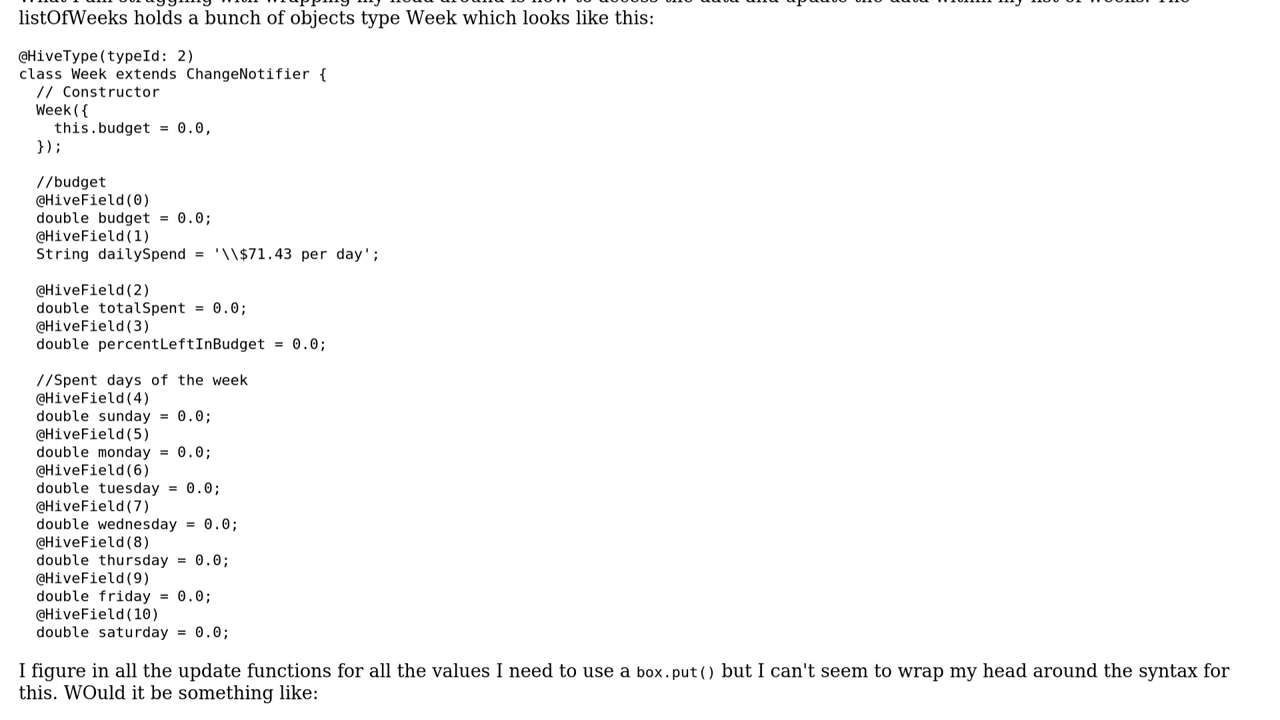 listOfWeeks holds a bunch of objects type Week which looks like this:
@HiveType(typeId: 2)
class Week extends ChangeNotifier {
  // Constructor
  Week({
    this.budget = 0.0,
  });
  //budget
  @HiveField(0)
  double budget = 0.0;
  @HiveField(1)
  String dailySpend = '\\$71.43 per day';
  @HiveField(2)
  double totalSpent = 0.0;
  @HiveField(3)
  double percentLeftInBudget = 0.0;
  //Spent days of the week
  @HiveField(4)
  double sunday = 0.0;
  @HiveField(5)
  double monday = 0.0;
  @HiveField(6)
  double tuesday = 0.0;
  @HiveField(7)
  double wednesday = 0.0;
  @HiveField(8)
  double thursday = 0.0;
  @HiveField(9)
  double friday = 0.0;
  @HiveField(10)
  double saturday = 0.0;
I figure in all the update functions for all the values I need to use a box.put() but I can't seem to wrap my head around the syntax for
this. WOuld it be something like: